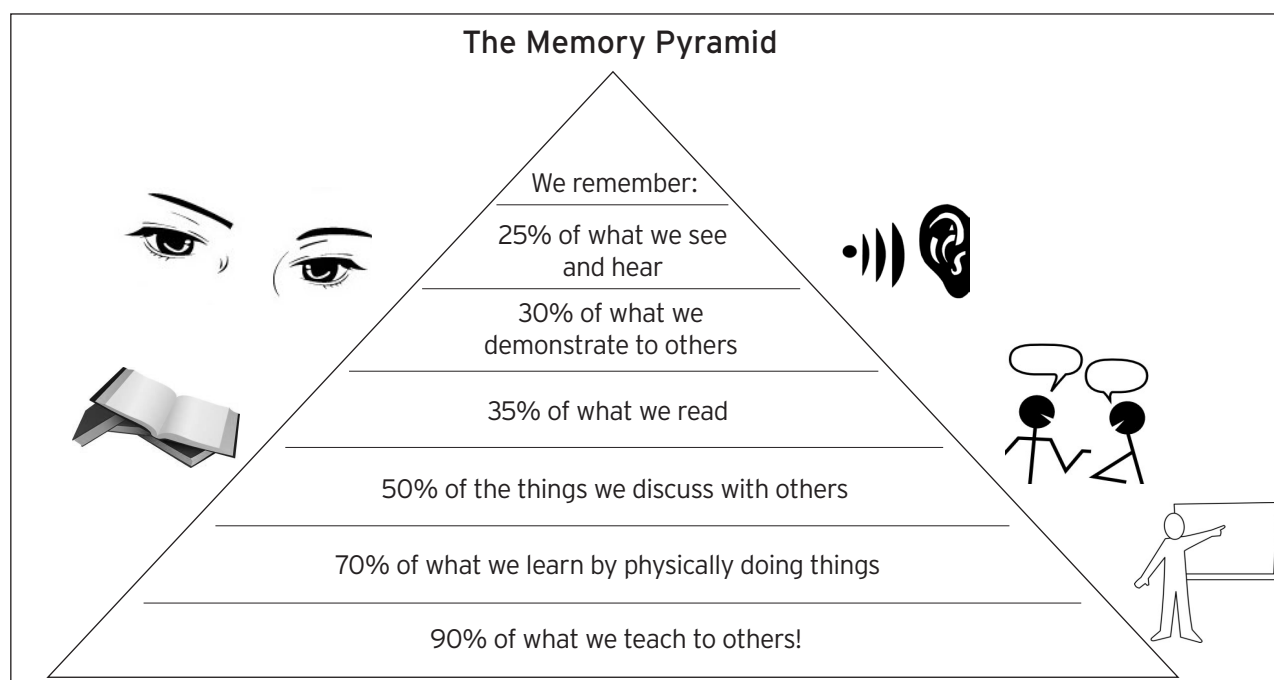 The Memory Pyramid
We remember:
25% of what we see
and hear
30% of what we
demonstrate to others
35% of what we read
50% of the things we discuss with others
70% of what we learn by physically doing things
90% of what we teach to others!